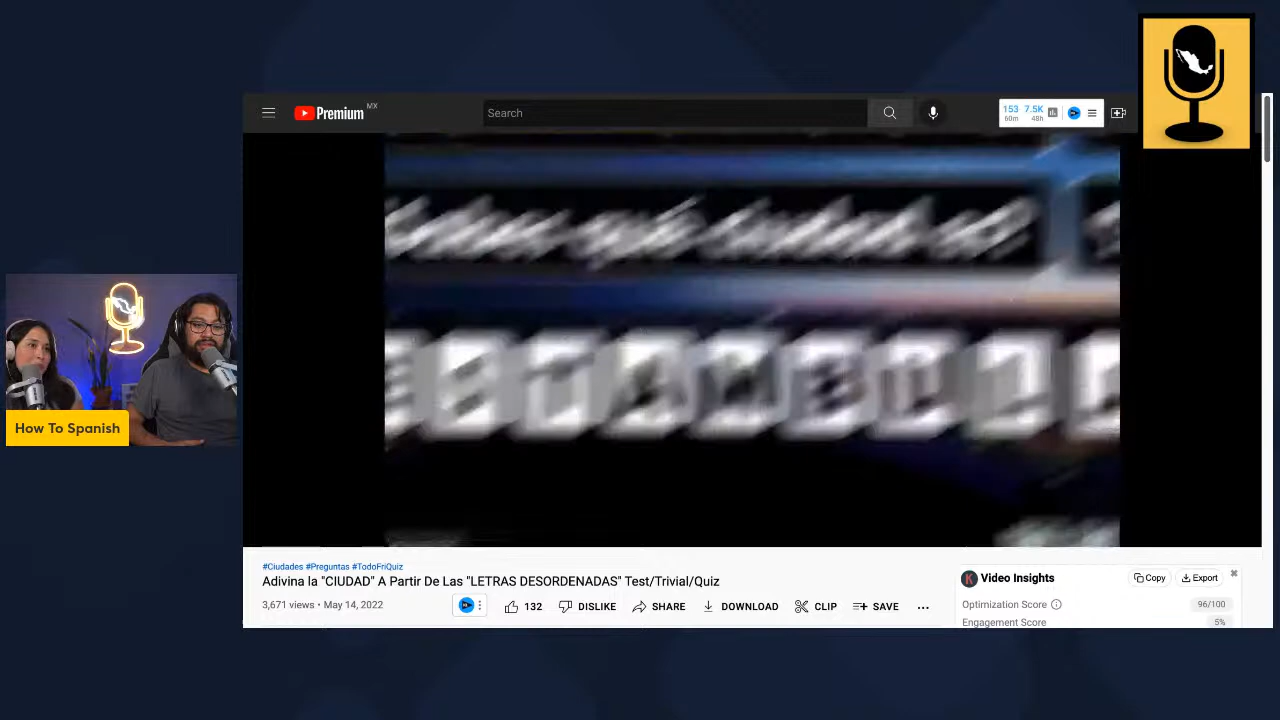 Premium MX
Search
153 7.5K
60m 48h
How To Spanish
#Ciudades #Preguntas #TodoFriQuiz
Adivina la "CIUDAD" A Partir De Las "LETRAS DESORDENADAS" Test/Trivial/Quiz
3,671 views • May 14, 2022
132 DISLIKE SHARE DOWNLOAD CLIP SAVE ...
Video Insights Copy Export
Optimization Score 96/100
Engagement Score 5%